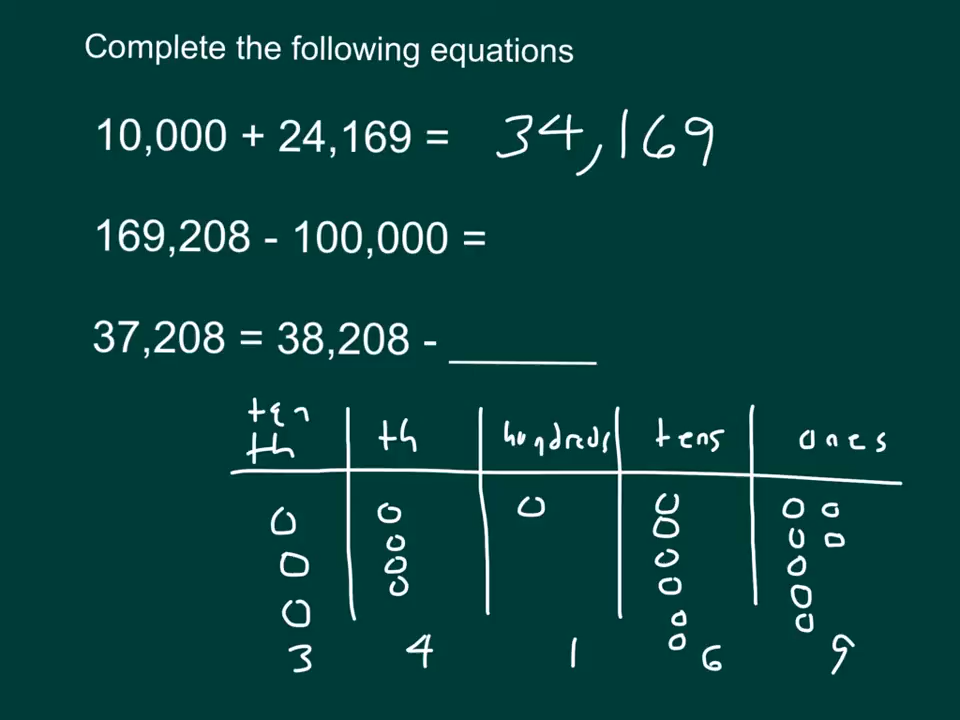 Complete the following equations
10,000 + 24,169 = 34,169
169,208 - 100,000 =
37,208 = 38,208 - ______
ten th th hundreds tens ones
3 4 1 6 9